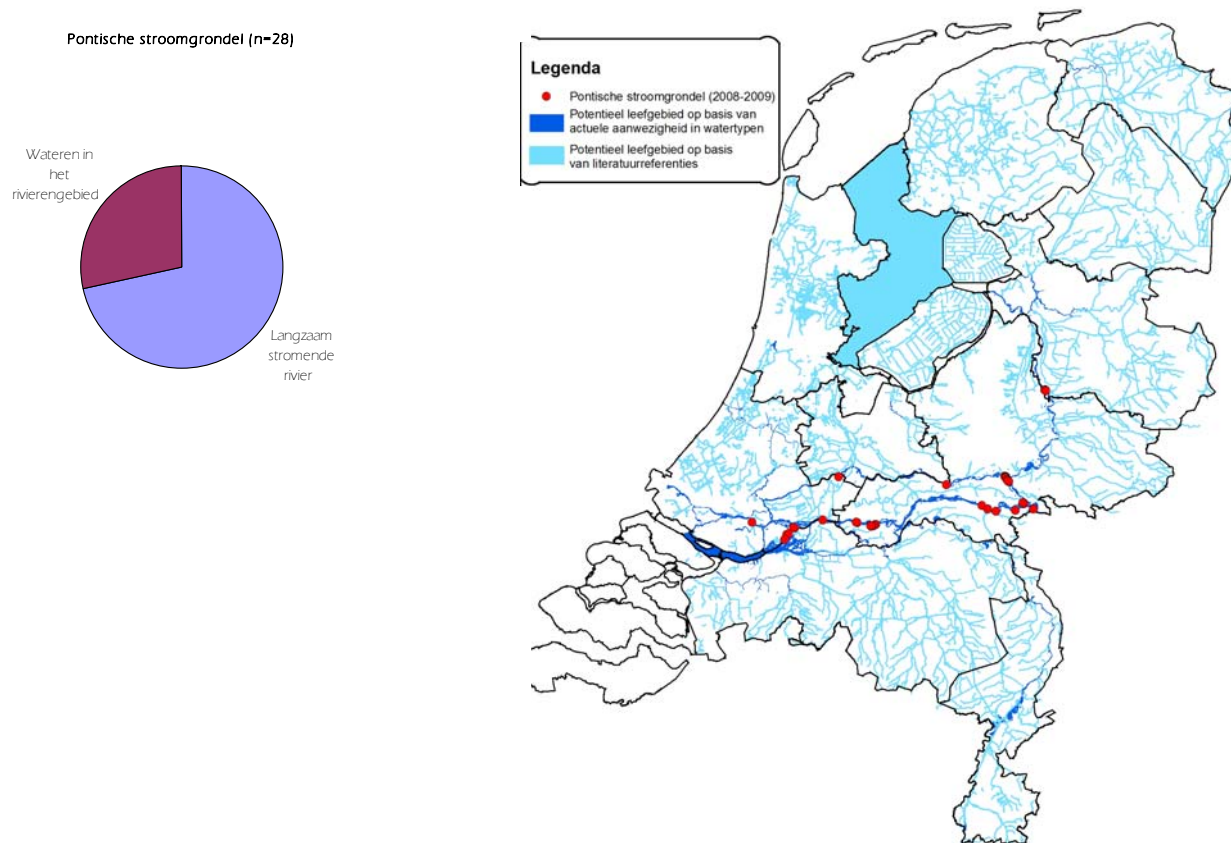 Pontische stroomgrondel (n=28)
Wateren in
het
rivierengebied
Langzaam
stromende
rivier
Legenda
Pontische stroomgrondel (2008-2009)
Potentieel leefgebied op basis van
actuele aanwezigheid in watertypen
Potentieel leefgebied op basis
van literatuurreferenties